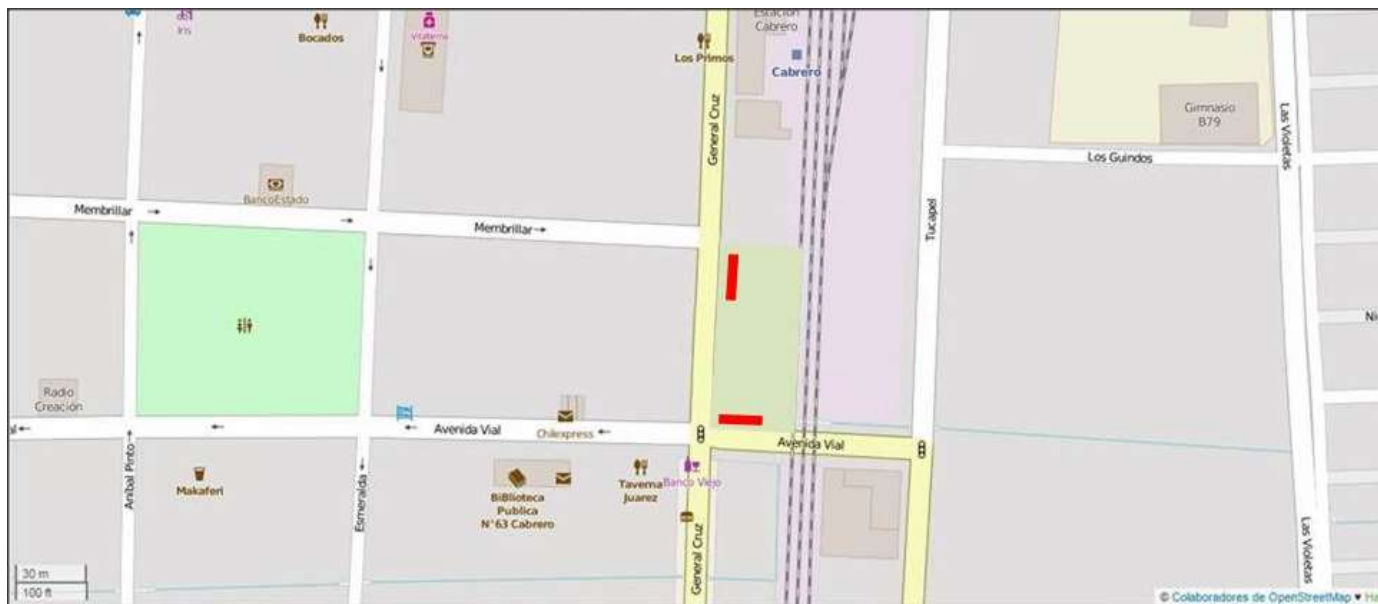 Iris
Bocados
Vitaterna
Los Primos
Estación
Cabrero
Cabrero
General Cruz
Gimnasio
B79
Las Violetas
Los Guindos
BancoEstado
Membrillar
Membrillar
Tucapel
Radio
Creación
Avenida Vial
Chilexpress
Avenida Vial
Makaferi
Anibal Pinto
Esmeralda
BiBlioteca
Publica
N°63 Cabrero
Taverna
Juarez
Banco Viejo
General Cruz
Las Violetas
30 m
100 ft
© Colaboradores de OpenStreetMap ♥